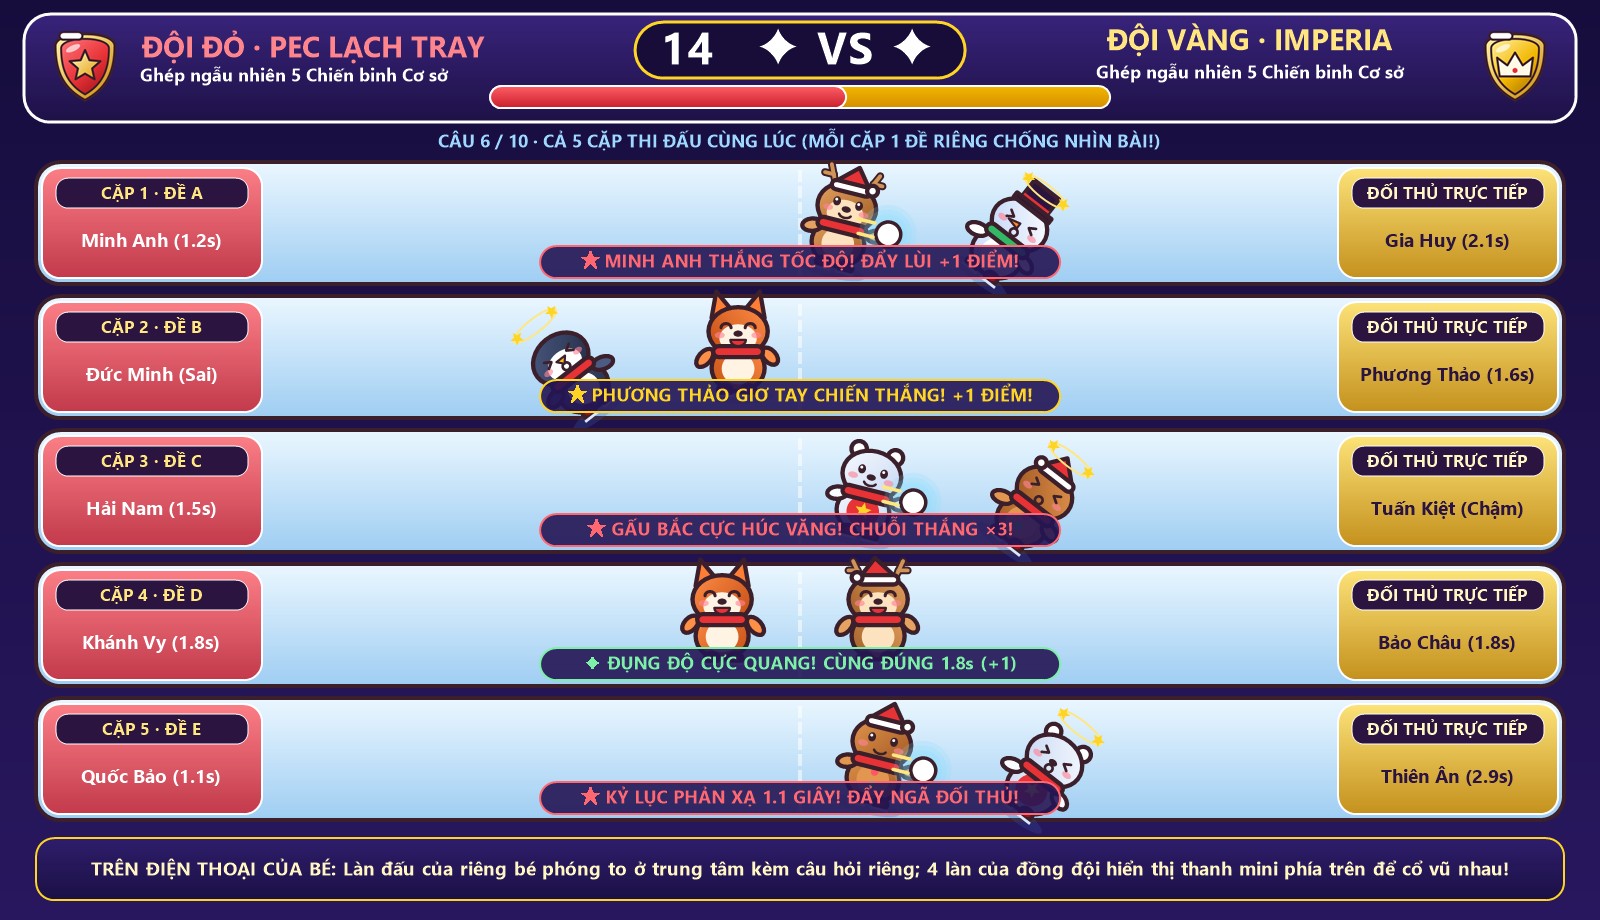 ĐỘI ĐỎ · PEC LẠCH TRAY
Ghép ngẫu nhiên 5 Chiến binh Cơ sở
14 VS
ĐỘI VÀNG · IMPERIA
Ghép ngẫu nhiên 5 Chiến binh Cơ sở
CÂU 6 / 10 · CẢ 5 CẶP THI ĐẤU CÙNG LÚC (MỖI CẶP 1 ĐỀ RIÊNG CHỐNG NHÌN BÀI!)
CẶP 1 · ĐỀ A
Minh Anh (1.2s)
MINH ANH THẮNG TỐC ĐỘ! ĐẨY LÙI +1 ĐIỂM!
ĐỐI THỦ TRỰC TIẾP
Gia Huy (2.1s)
CẶP 2 · ĐỀ B
Đức Minh (Sai)
PHƯƠNG THẢO GIƠ TAY CHIẾN THẮNG! +1 ĐIỂM!
ĐỐI THỦ TRỰC TIẾP
Phương Thảo (1.6s)
CẶP 3 · ĐỀ C
Hải Nam (1.5s)
GẤU BẮC CỰC HÚC VĂNG! CHUỖI THẮNG ×3!
ĐỐI THỦ TRỰC TIẾP
Tuấn Kiệt (Chậm)
CẶP 4 · ĐỀ D
Khánh Vy (1.8s)
ĐỤNG ĐỘ CỰC QUANG! CÙNG ĐÚNG 1.8s (+1)
ĐỐI THỦ TRỰC TIẾP
Bảo Châu (1.8s)
CẶP 5 · ĐỀ E
Quốc Bảo (1.1s)
KỶ LỤC PHẢN XẠ 1.1 GIÂY! ĐẨY NGÃ ĐỐI THỦ!
ĐỐI THỦ TRỰC TIẾP
Thiên Ân (2.9s)
TRÊN ĐIỆN THOẠI CỦA BÉ: Làn đấu của riêng bé phóng to ở trung tâm kèm câu hỏi riêng; 4 làn của đồng đội hiển thị thanh mini phía trên để cổ vũ nhau!